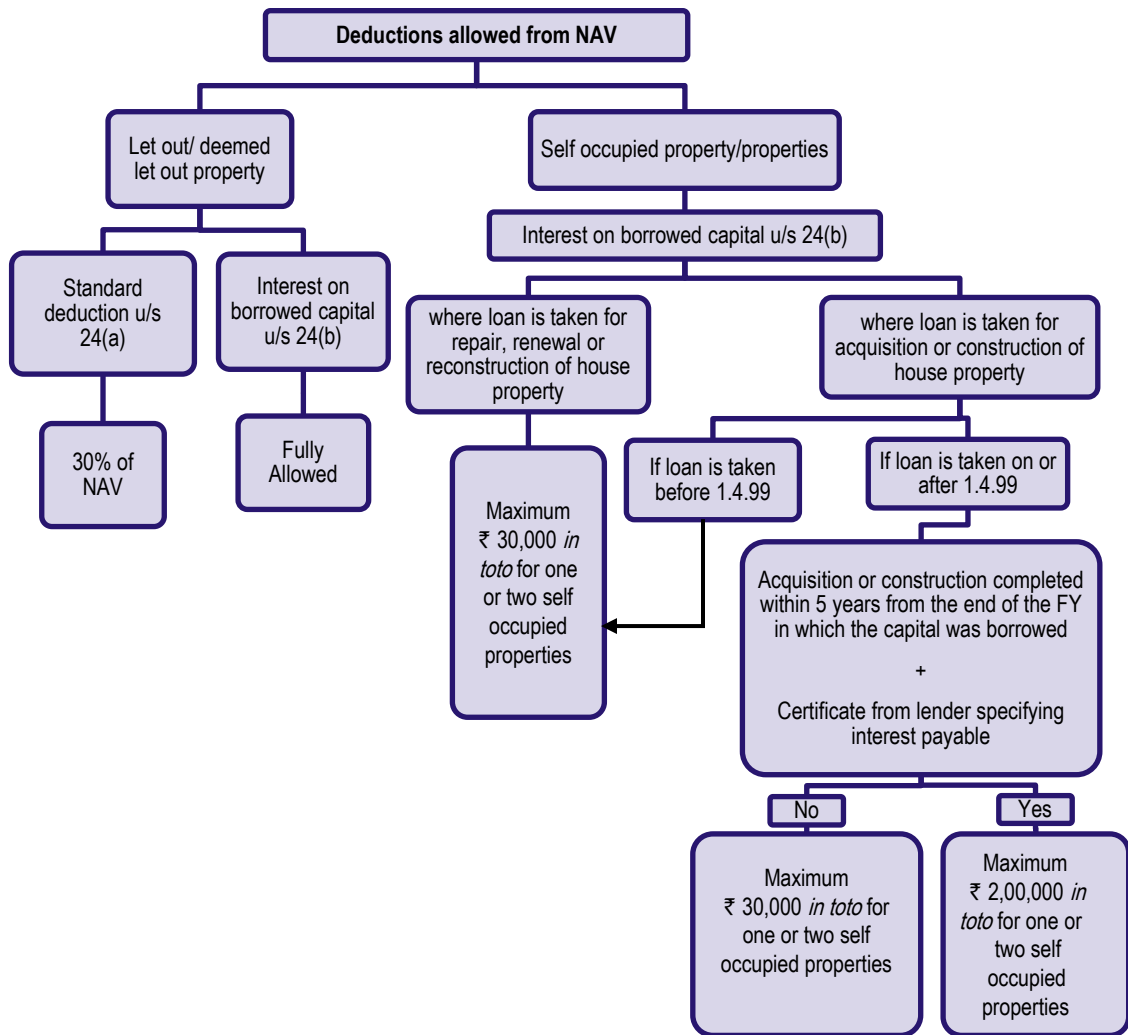 Deductions allowed from NAV
Let out/ deemed
let out property
Self occupied property/properties
Interest on borrowed capital u/s 24(b)
Standard
deduction u/s
24(a)
Interest on
borrowed capital
u/s 24(b)
where loan is taken for
repair, renewal or
reconstruction of house
property
where loan is taken for
acquisition or construction of
house property
30% of
NAV
Fully
Allowed
Maximum
₹ 30,000 in
toto for one
or two self
occupied
properties
If loan is taken
before 1.4.99
If loan is taken on or
after 1.4.99
Acquisition or construction completed
within 5 years from the end of the FY
in which the capital was borrowed
+
Certificate from lender specifying
interest payable
No
Yes
Maximum
₹ 30,000 in toto for
one or two self
occupied properties
Maximum
₹ 2,00,000 in
toto for one or
two self
occupied
properties